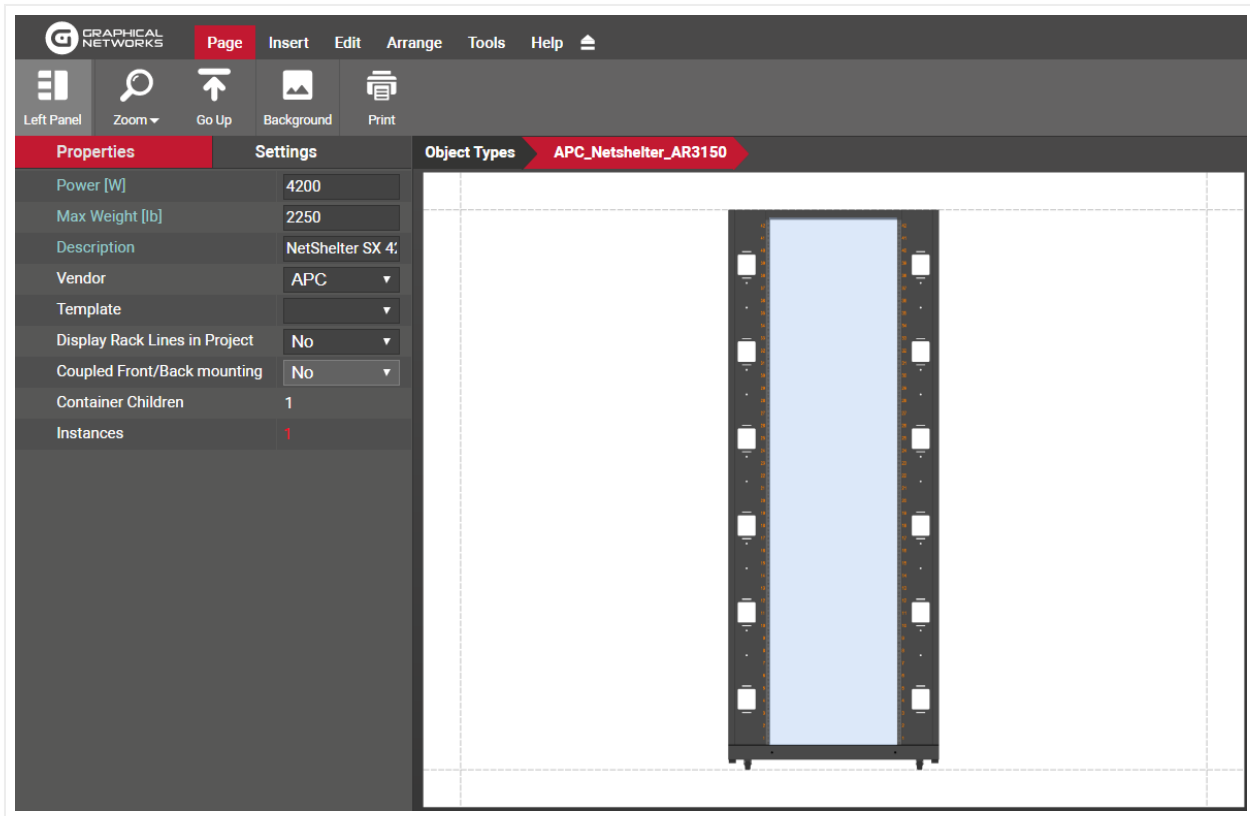 GRAPHICAL
NETWORKS
Page Insert Edit Arrange Tools Help
Left Panel Zoom Go Up Background Print
Properties Settings
Object Types APC_Netshelter_AR3150
Power [W] 4200
Max Weight [lb] 2250
Description NetShelter SX
Vendor APC
Template
Display Rack Lines in Project No
Coupled Front/Back mounting No
Container Children 1
Instances 1